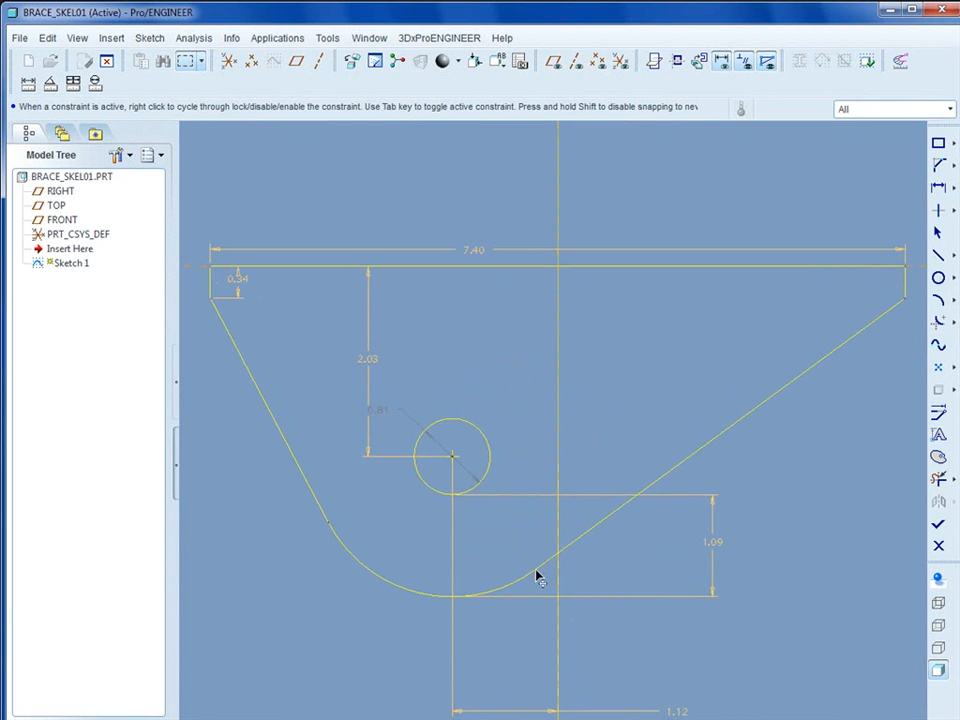 BRACE_SKEL01 (Active) - Pro/ENGINEER
File Edit View Insert Sketch Analysis Info Applications Tools Window 3DxProENGINEER Help
When a constraint is active, right click to cycle through lock/disable/enable the constraint. Use Tab key to toggle active constraint. Press and hold Shift to disable snapping to nev
All
Model Tree
BRACE_SKEL01.PRT
RIGHT
TOP
FRONT
PRT_CSYS_DEF
Insert Here
Sketch 1
7.40
0.34
2.03
0.81
1.09
1.12